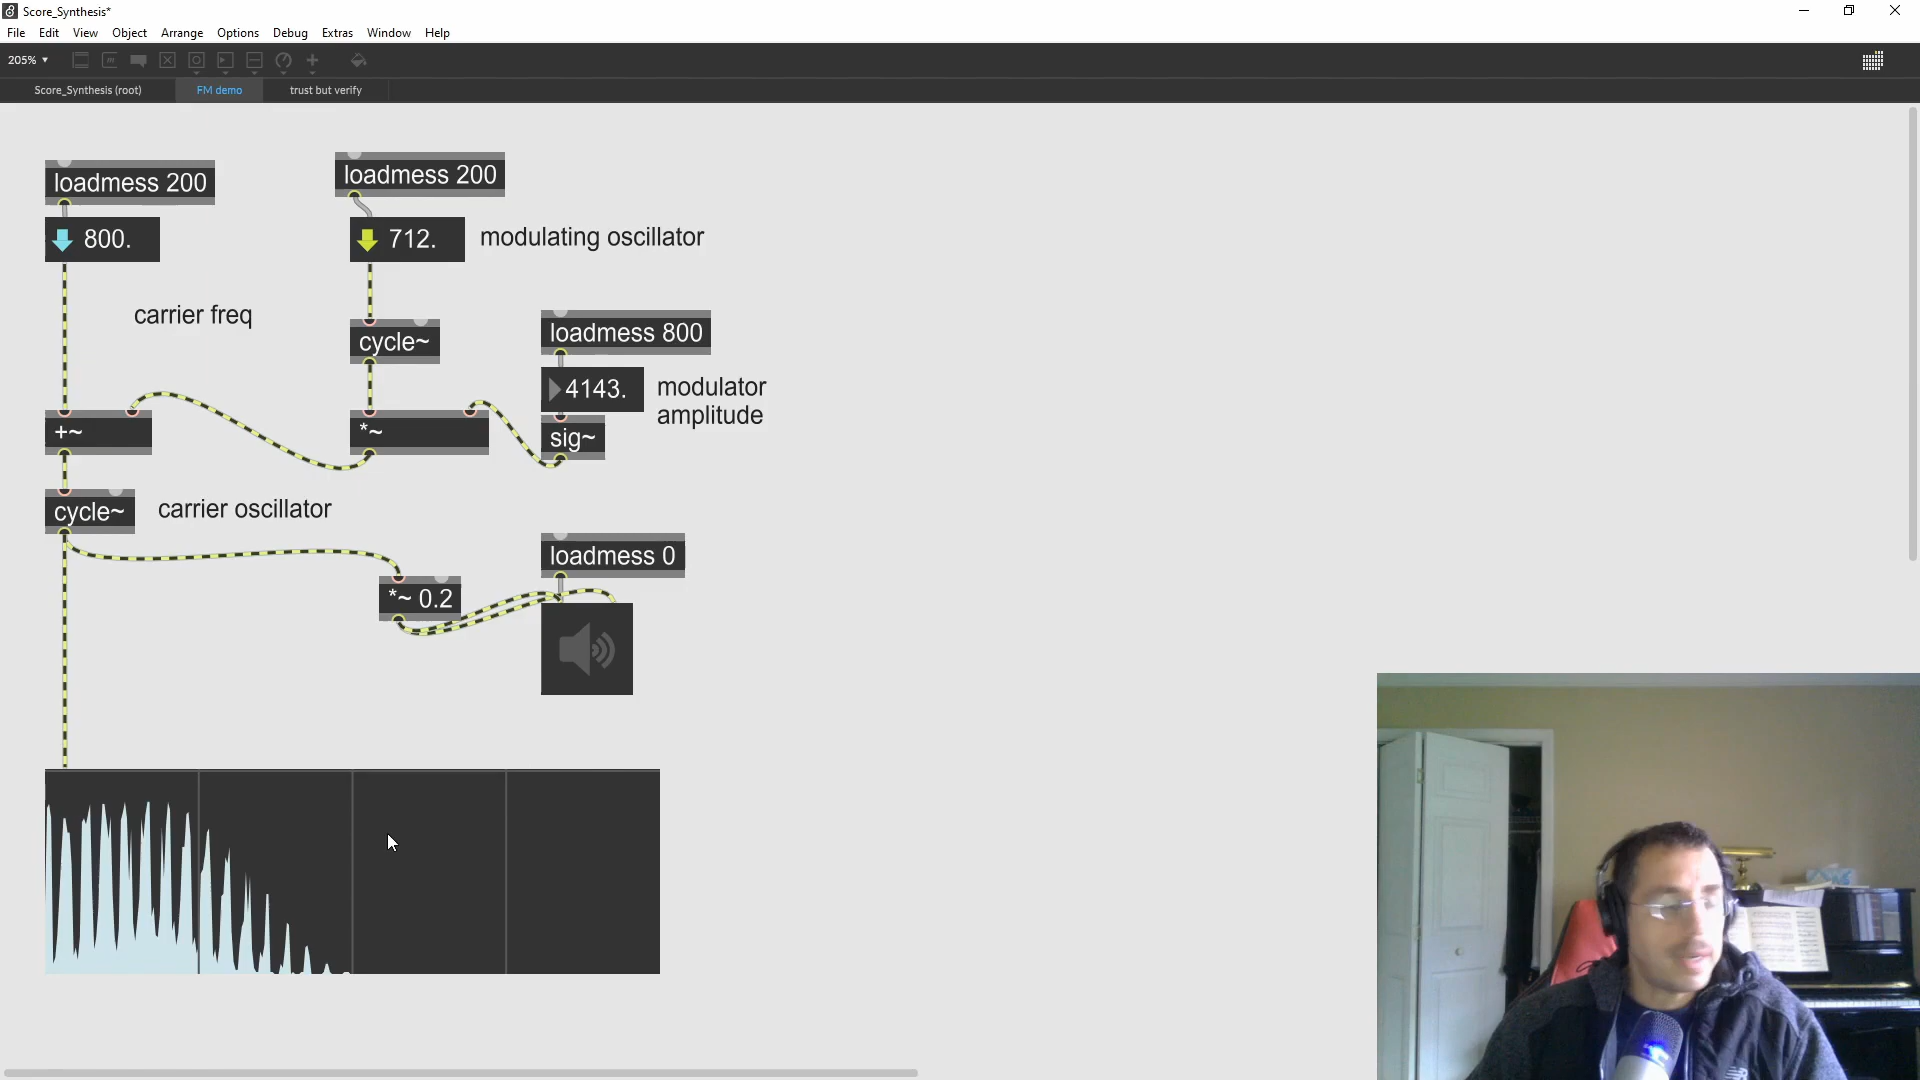 Score_Synthesis*
File Edit View Object Arrange Options Debug Extras Window Help
205%
Score_Synthesis (root) FM demo trust but verify
loadmess 200
loadmess 200
800.
712.
modulating oscillator
carrier freq
cycle~
loadmess 800
4143.
modulator
amplitude
+~
*~
sig~
cycle~
carrier oscillator
loadmess 0
*~ 0.2